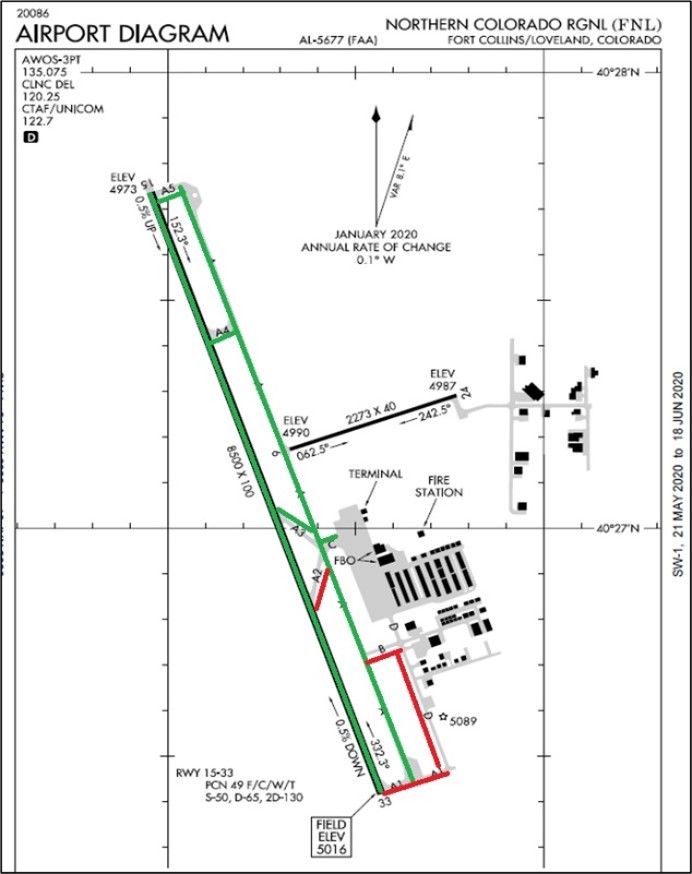 20086
AIRPORT DIAGRAM
AL-5677 (FAA)
NORTHERN COLORADO RGNL (FNL)
FORT COLLINS/LOVELAND, COLORADO
AWOS-3PT
135.075
CLNC DEL
120.25
CTAF/UNICOM
122.7
D
40°28'N
VAR 8.1° E
JANUARY 2020
ANNUAL RATE OF CHANGE
0.1° W
ELEV
4973
15
A5
0.5% UP
152.3°
A4
ELEV
4987
24
2273 X 40
242.5°
ELEV
4990
062.5°
6
8500 X 100
TERMINAL
FIRE
STATION
40°27'N
A3
C
FBO
A2
A
D
B
A
D
5089
0.5% DOWN
332.3°
A1
A1
33
RWY 15-33
PCN 49 F/C/W/T
S-50, D-65, 2D-130
FIELD
ELEV
5016
SW-1, 21 MAY 2020 to 18 JUN 2020